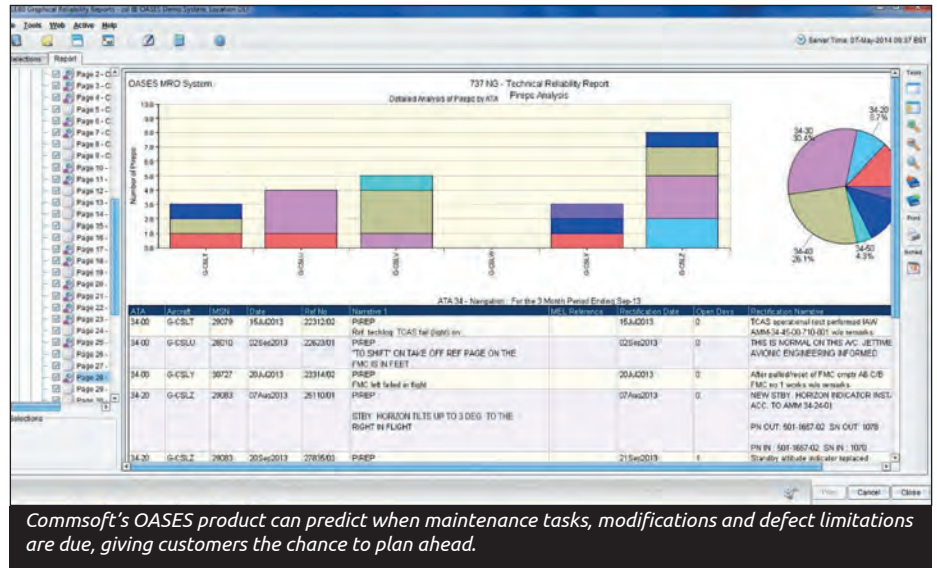 Graphical Reliability Reports
OASES Demo System Location
Tools Web Active Help
Server Time: 07-May-2014 09:37 BST
Report
Tools
Page 2 - C
Page 3 - C
Page 4 - C
Page 5 - C
Page 6 - C
Page 7 - C
Page 8 - C
Page 9 - C
Page 10 -
Page 11 -
Page 12 -
Page 13 -
Page 14 -
Page 15 -
Page 16 -
Page 17 -
Page 18 -
Page 19 -
Page 20 -
Page 21 -
Page 22 -
Page 23 -
Page 24 -
Page 25 -
Page 26 -
Page 27 -
Page 28
Page 29 -
OASES MRO System
737 NG - Technical Reliability Report
Detailed Analysis of Pireps by ATA Pireps Analysis
Number of Pireps
G-CSLT
G-CSLU
G-CSLV
G-CSLW
G-CSLY
G-CSLZ
34-20
34-30
30.4%
34-40
26.1%
34-50
4.3%
Print
ATA 34 - Navigation : For the 3 Month Period Ending Sep-13
ATA Aircraft MSN Date Ref No Narrative 1 MEL Reference Rectification Date Open Days Rectification Narrative
34-00 G-CSLT 29079 15Jul2013 22312/02 PIREP 15Jul2013 0 TCAS operational test performed IAW
Ref. techlog: TCAS fail (light) on AMM-34-45-00-710-801 w/o remarks
34-00 G-CSLU 28010 02Sep2013 22623/01 PIREP 02Sep2013 0 THIS IS NORMAL ON THIS A/C. JETTIME
'TO SHIFT' ON TAKE OFF REF PAGE ON THE AVIONIC ENGINEERING INFORMED
FMC IS IN FEET
34-00 G-CSLY 30727 20Jul2013 23314/02 PIREP 20Jul2013 0 After pulled/reset of FMC cmptr A6 C/B
FMC left failed in flight FMC no 1 works w/o remarks
34-20 G-CSLZ 29083 07Aug2013 25110/01 PIREP 07Aug2013 0 NEW STBY. HORIZON INDICATOR INST
STBY. HORIZON TILTS UP TO 3 DEG. TO THE ACC. TO AMM 34-24-01
RIGHT IN FLIGHT
PN OUT: 501-1657-02 SN OUT: 1078
PN IN : 501-1657-02 SN IN : 1070
34-20 G-CSLZ 29083 20Sep2013 27835/01 PIREP 21Sep2013 1 Standby attitude indicator replaced
Cancel Close
Commsoft's OASES product can predict when maintenance tasks, modifications and defect limitations
are due, giving customers the chance to plan ahead.